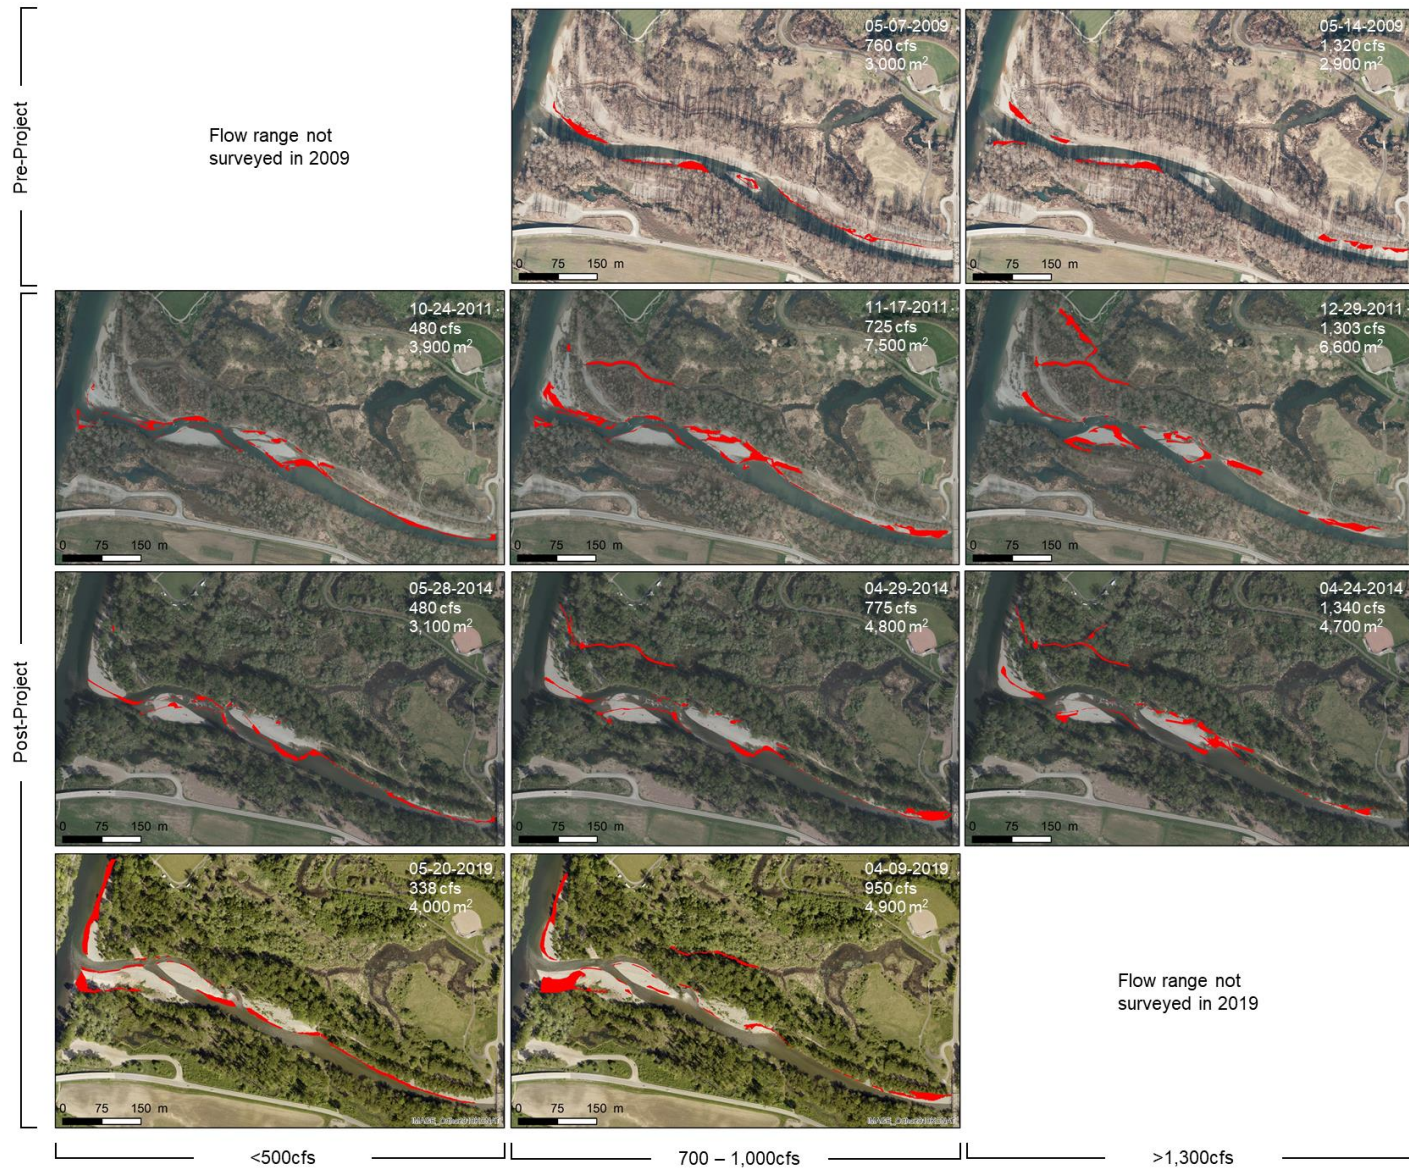 Pre-Project
Flow range not
surveyed in 2009
05-07-2009
760 cfs
3,000 m²
0 75 150 m
05-14-2009
1,320 cfs
2,900 m²
0 75 150 m
Post-Project
10-24-2011
480 cfs
3,900 m²
0 75 150 m
11-17-2011
725 cfs
7,500 m²
0 75 150 m
12-29-2011
1,303 cfs
6,600 m²
0 75 150 m
05-28-2014
480 cfs
3,100 m²
0 75 150 m
04-29-2014
775 cfs
4,800 m²
0 75 150 m
04-24-2014
1,340 cfs
4,700 m²
0 75 150 m
05-20-2019
338 cfs
4,000 m²
0 75 150 m
04-09-2019
950 cfs
4,900 m²
0 75 150 m
Flow range not
surveyed in 2019
<500cfs
700 – 1,000cfs
>1,300cfs